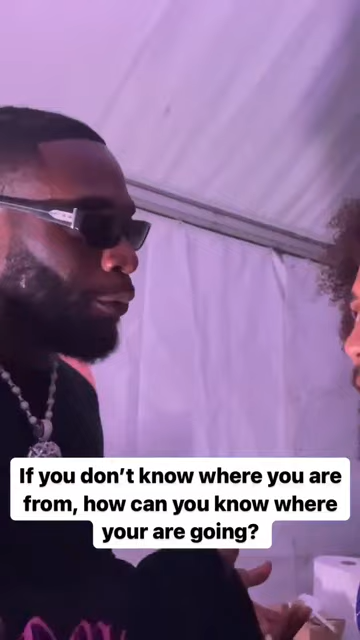 If you don’t know where you are
from, how can you know where
your are going?